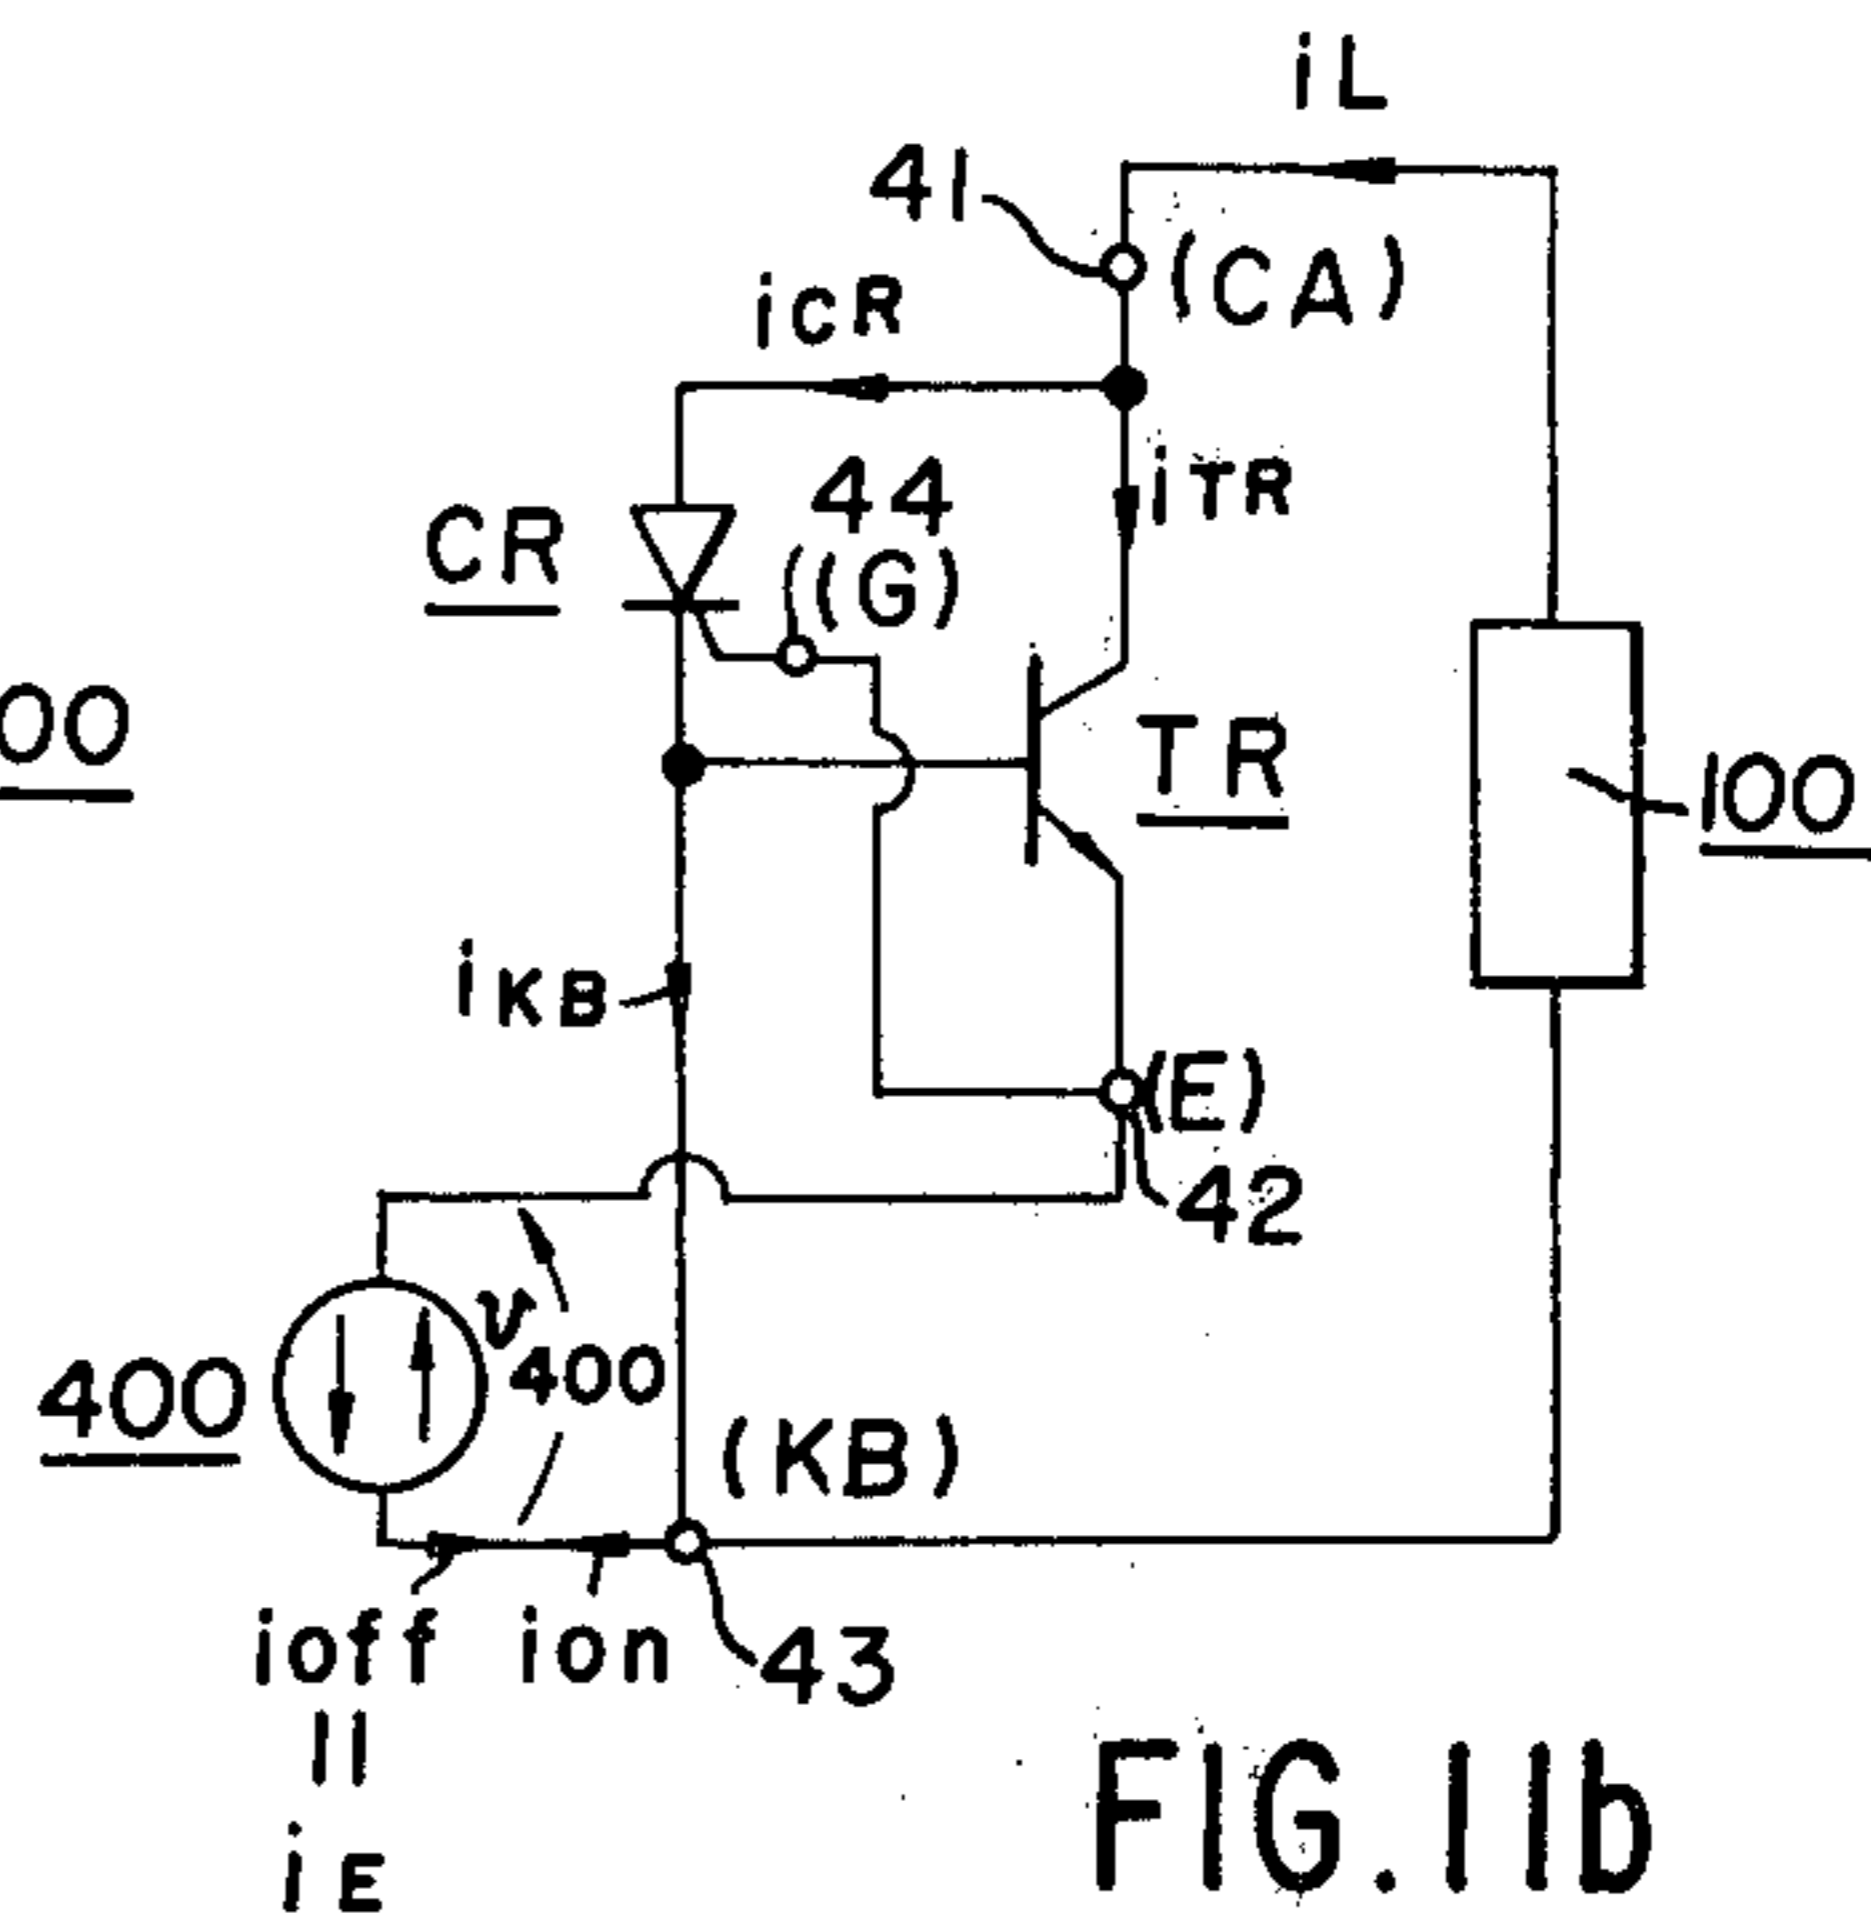 iL
41
(CA)
iCR
iTR
44
(G)
CR
00
TR
100
iKB
(E)
42
v400
400
(KB)
ioff
ion
43
||
iE
FIG.11b